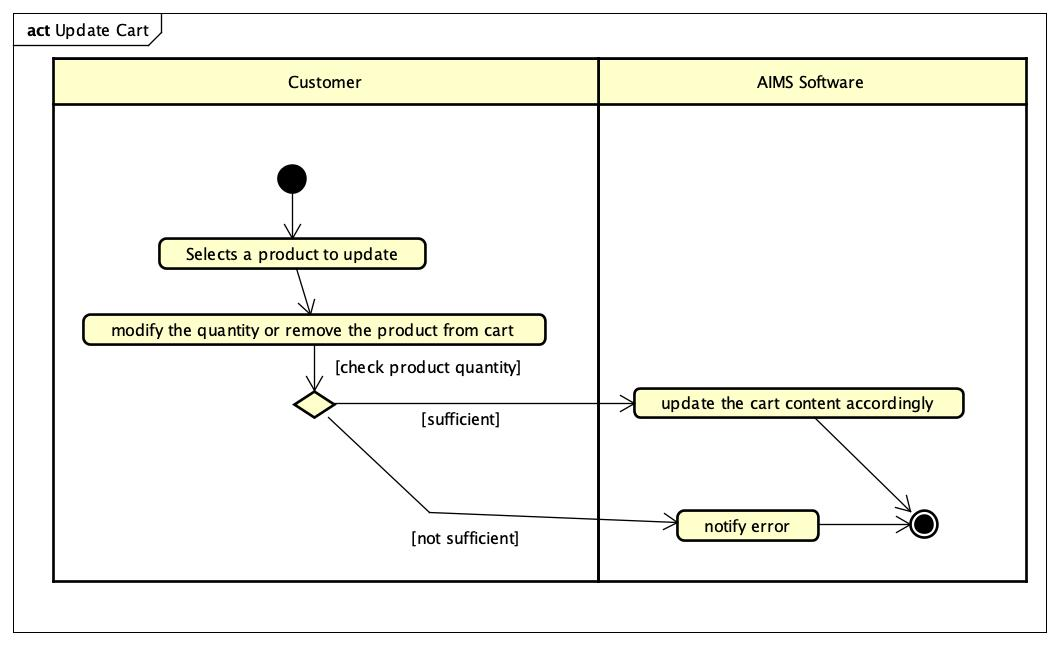 act Update Cart
Customer
AIMS Software
Selects a product to update
modify the quantity or remove the product from cart
[check product quantity]
update the cart content accordingly
[sufficient]
notify error
[not sufficient]